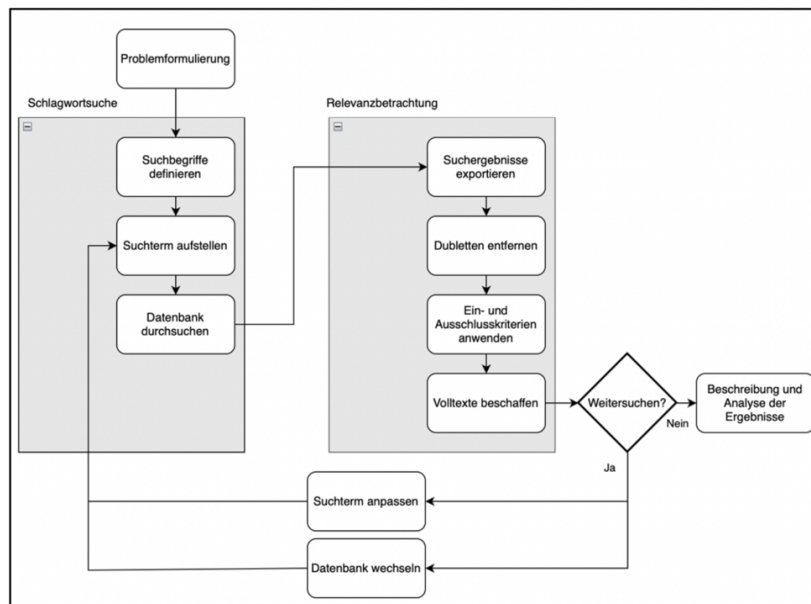 Problemformulierung
Schlagwortsuche
Relevanzbetrachtung
Suchbegriffe
definieren
Suchergebnisse
exportieren
Suchterm aufstellen
Dubletten entfernen
Datenbank
durchsuchen
Ein- und
Ausschlusskriterien
anwenden
Volltexte beschaffen
Weitersuchen?
Nein
Beschreibung und
Analyse der
Ergebnisse
Ja
Suchterm anpassen
Datenbank wechseln